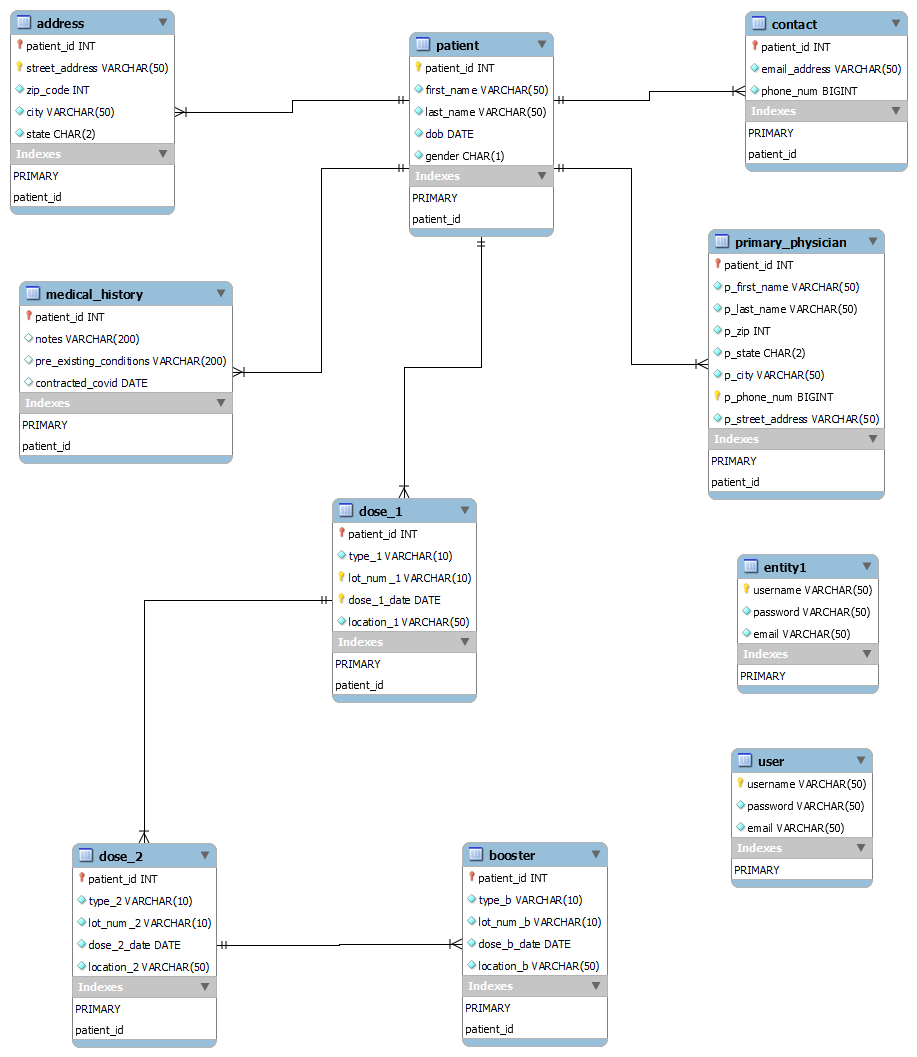 address
patient_id INT
street_address VARCHAR(50)
zip_code INT
city VARCHAR(50)
state CHAR(2)
Indexes
PRIMARY
patient_id
patient
patient_id INT
first_name VARCHAR(50)
last_name VARCHAR(50)
dob DATE
gender CHAR(1)
Indexes
PRIMARY
patient_id
contact
patient_id INT
email_address VARCHAR(50)
phone_num BIGINT
Indexes
PRIMARY
patient_id
medical_history
patient_id INT
notes VARCHAR(200)
pre_existing_conditions VARCHAR(200)
contracted_covid DATE
Indexes
PRIMARY
patient_id
primary_physician
patient_id INT
p_first_name VARCHAR(50)
p_last_name VARCHAR(50)
p_zip INT
p_state CHAR(2)
p_city VARCHAR(50)
p_phone_num BIGINT
p_street_address VARCHAR(50)
Indexes
PRIMARY
patient_id
dose_1
patient_id INT
type_1 VARCHAR(10)
lot_num_1 VARCHAR(10)
dose_1_date DATE
location_1 VARCHAR(50)
Indexes
PRIMARY
patient_id
entity1
username VARCHAR(50)
password VARCHAR(50)
email VARCHAR(50)
Indexes
PRIMARY
user
username VARCHAR(50)
password VARCHAR(50)
email VARCHAR(50)
Indexes
PRIMARY
dose_2
patient_id INT
type_2 VARCHAR(10)
lot_num_2 VARCHAR(10)
dose_2_date DATE
location_2 VARCHAR(50)
Indexes
PRIMARY
patient_id
booster
patient_id INT
type_b VARCHAR(10)
lot_num_b VARCHAR(10)
dose_b_date DATE
location_b VARCHAR(50)
Indexes
PRIMARY
patient_id